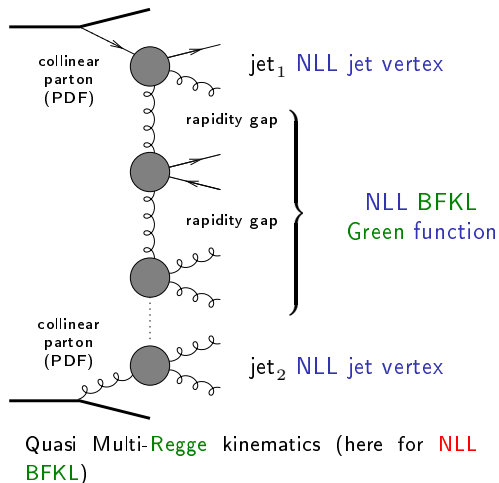 collinear
parton
(PDF)
jet₁ NLL jet vertex
rapidity gap
rapidity gap
NLL BFKL
Green function
collinear
parton
(PDF)
jet₂ NLL jet vertex
Quasi Multi-Regge kinematics (here for NLL
BFKL)